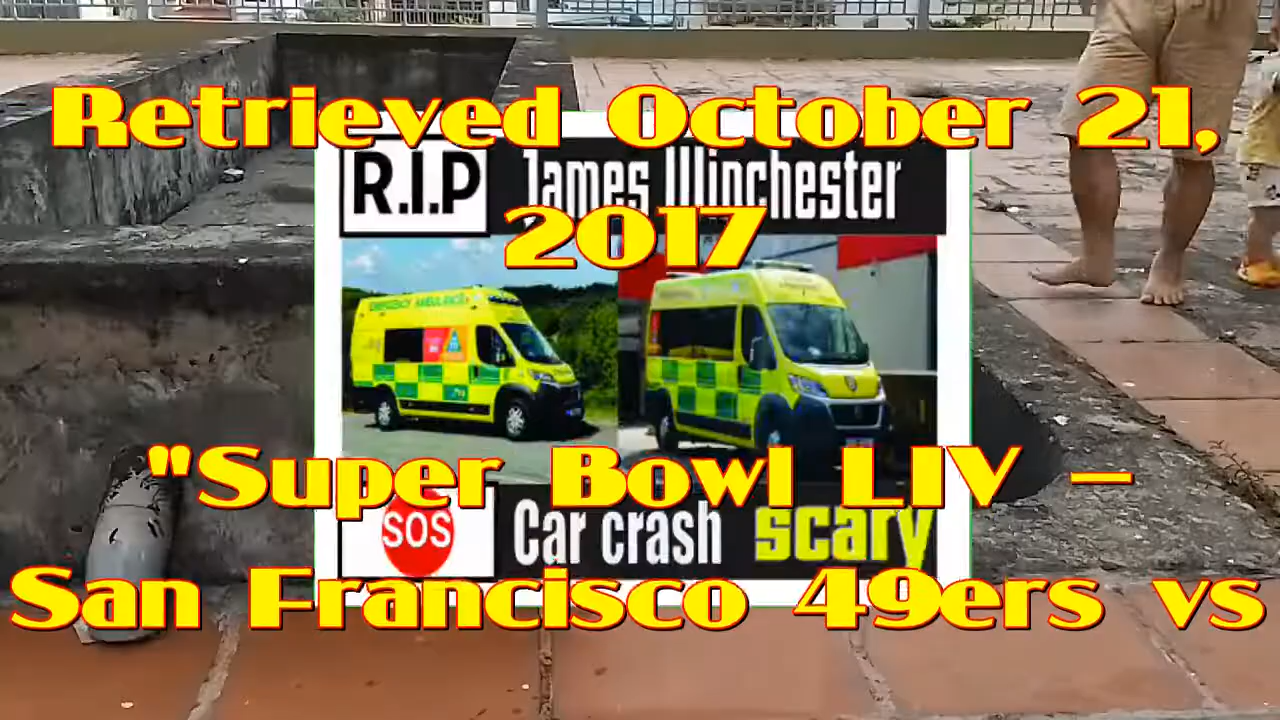 Retrieved October 21,
R.I.P James Winchester
2017
EMERGENCY AMBULANCE
"Super Bowl LIV –
SOS Car crash scary
San Francisco 49ers vs